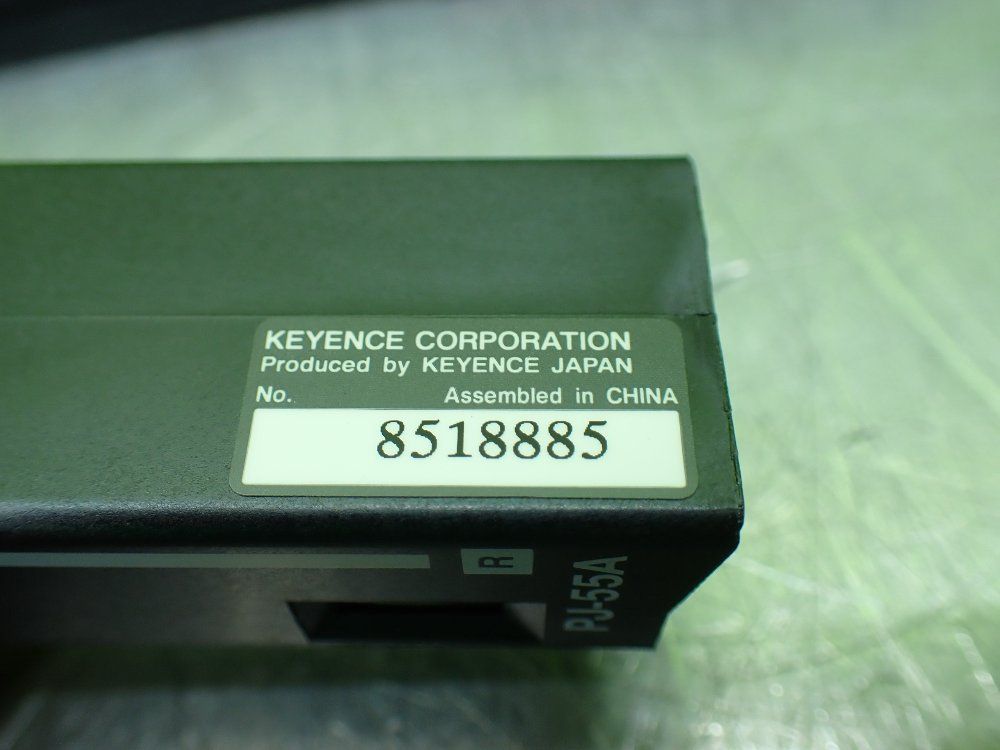 KEYENCE CORPORATION
Produced by KEYENCE JAPAN
No. Assembled in CHINA
8518885
R
PJ-55A